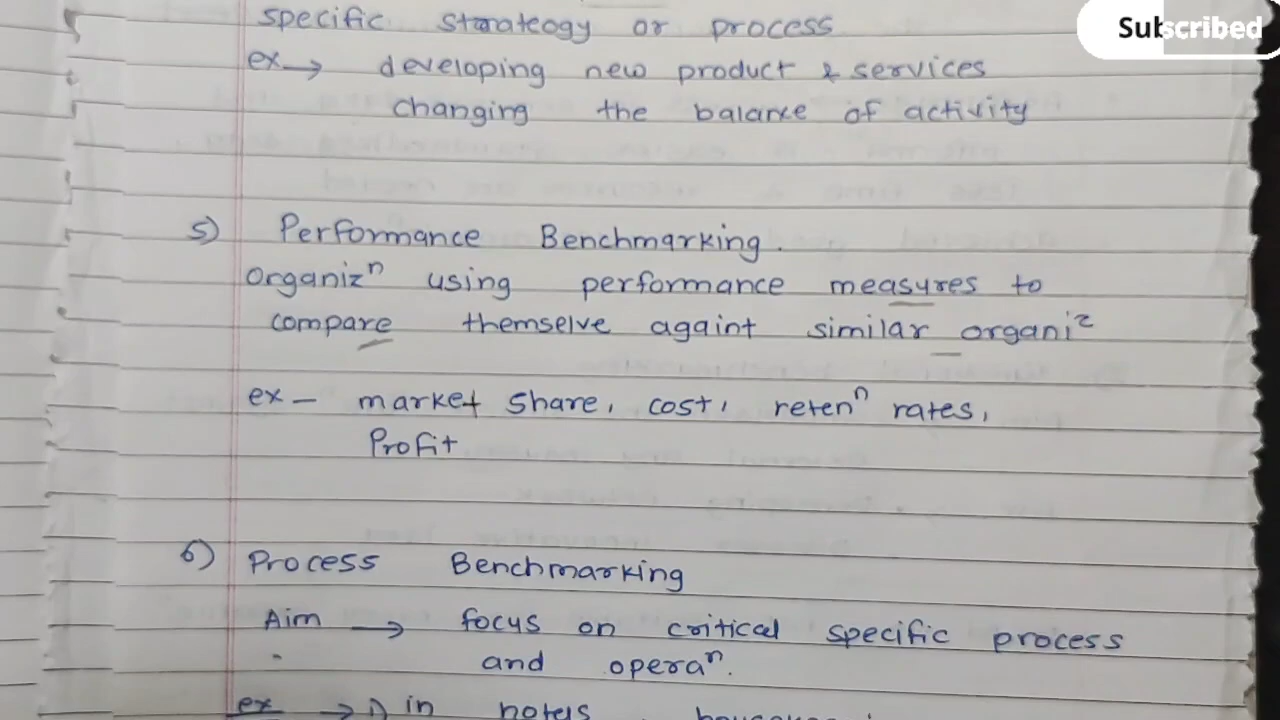 specific strateogy or process
ex → developing new product & services
changing the balance of activity
5) Performance Benchmarking.
organizⁿ using performance measures to
compare themselve againt similar organiz
ex – market share, cost, retenⁿ rates,
Profit
6) Process Benchmarking
Aim → focus on critical specific process
and operaⁿ.
ex → 1) in hotels
Subscribed